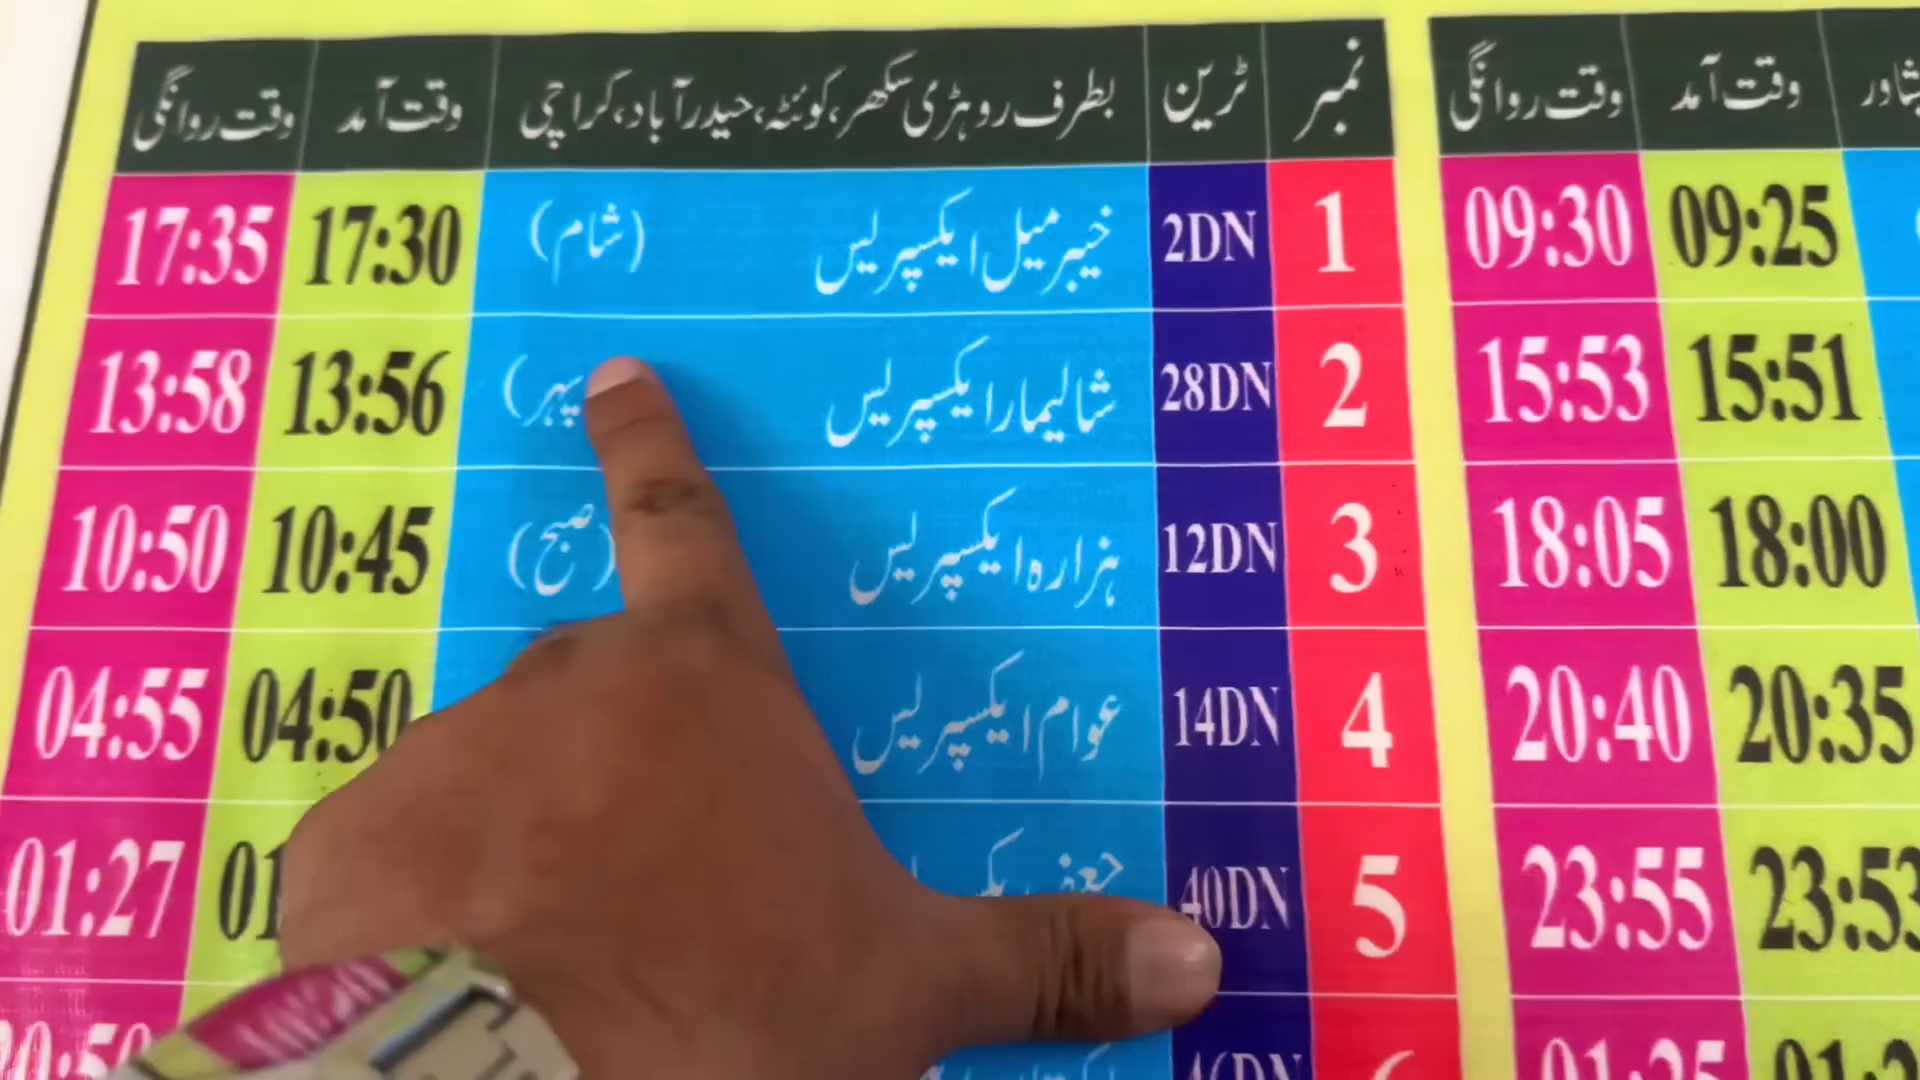 نمبر ٹرین بطرف روہڑی سکھر، کوئٹہ، حیدرآباد، کراچی وقت آمد وقت روانگی
1 2DN خیبر میل ایکسپریس (شام) 17:30 17:35
2 28DN شالیمار ایکسپریس پہر) 13:56 13:58
3 12DN ہزارہ ایکسپریس (صبح) 10:45 10:50
4 14DN عوام ایکسپریس 04:50 04:55
5 40DN 01:27
وقت آمد وقت روانگی
09:25 09:30
15:51 15:53
18:00 18:05
20:35 20:40
23:53 23:55